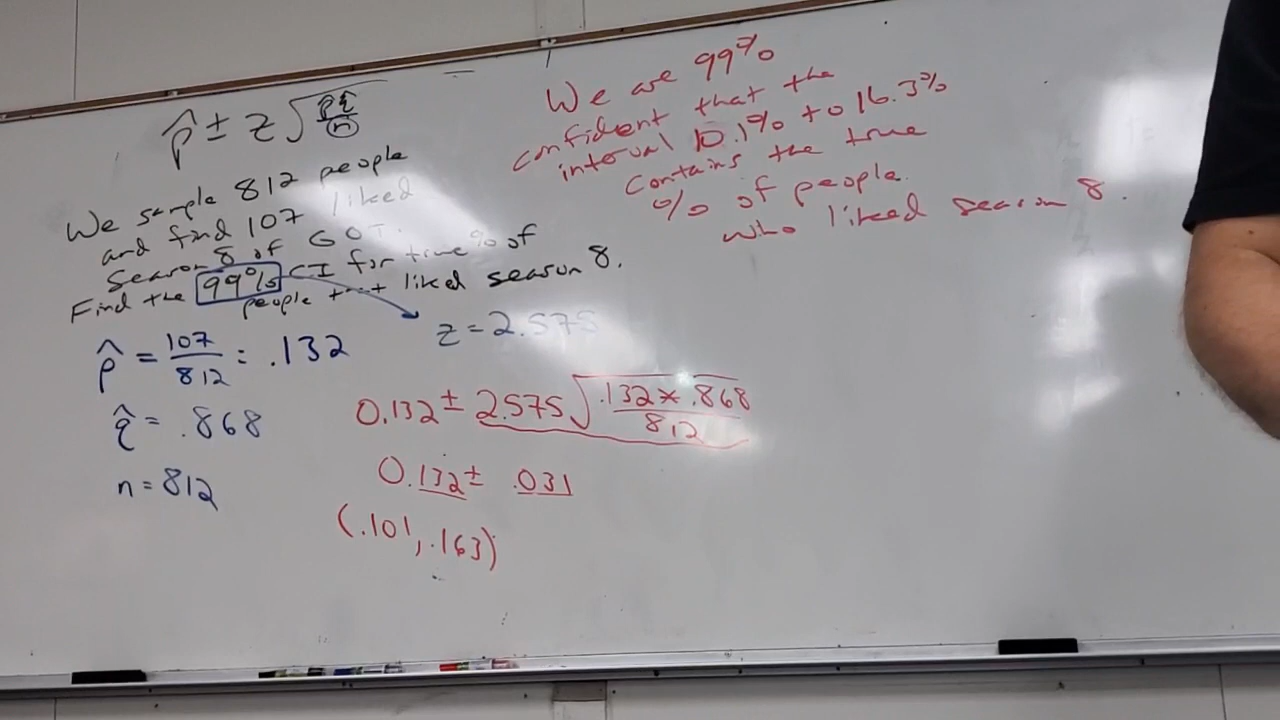 p̂ ± z √(p̂q̂/n)
We sample 812 people
and find 107 liked
Season 8 of GOT.
Find the 99% CI for true % of
people that liked season 8.
p̂ = 107/812 = .132
z = 2.575
q̂ = .868
n = 812
0.132 ± 2.575 √(.132 × .868/812)
0.132 ± .031
(.101, .163)
We are 99%
confident that the
interval 10.1% to 16.3%
contains the true
% of people
who liked season 8.